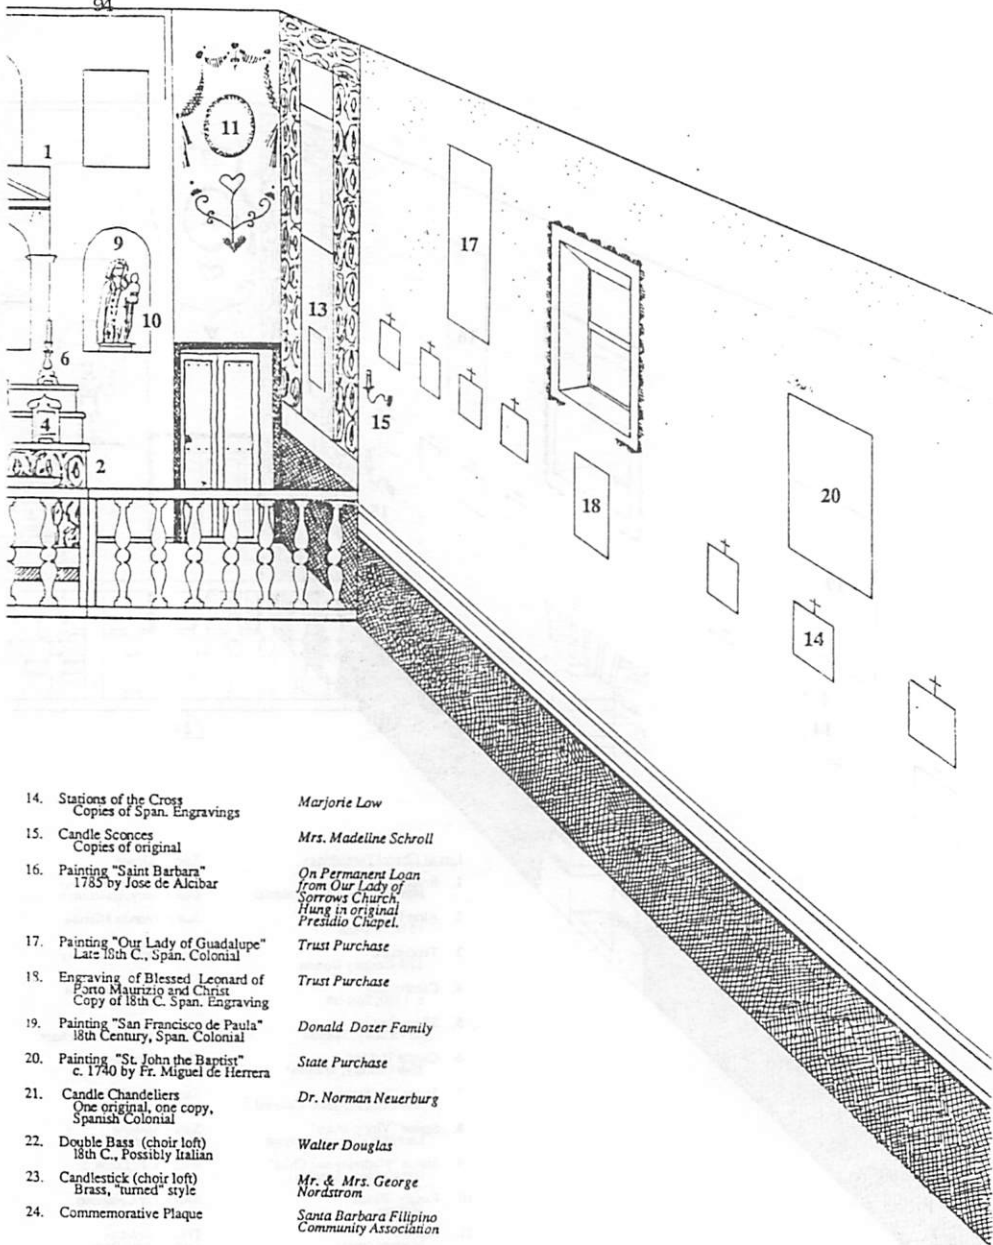 94
1
11
9
17
13
10
6
15
4
2
20
18
14
14. Stations of the Cross Marjorie Low
Copies of Span. Engravings
15. Candle Sconces Mrs. Madeline Schroll
Copies of original
16. Painting "Saint Barbara" On Permanent Loan
1785 by Jose de Alcibar from Our Lady of
Sorrows Church.
Hung in original
Presidio Chapel.
17. Painting "Our Lady of Guadalupe" Trust Purchase
Late 18th C., Span. Colonial
18. Engraving of Blessed Leonard of Trust Purchase
Porto Maurizio and Christ
Copy of 18th C. Span. Engraving
19. Painting "San Francisco de Paula" Donald Dozer Family
18th Century, Span. Colonial
20. Painting "St. John the Baptist" State Purchase
c. 1740 by Fr. Miguel de Herrera
21. Candle Chandeliers Dr. Norman Neuerburg
One original, one copy,
Spanish Colonial
22. Double Bass (choir loft) Walter Douglas
18th C., Possibly Italian
23. Candlestick (choir loft) Mr. & Mrs. George
Brass, "turned" style Nordstrom
24. Commemorative Plaque Santa Barbara Filipino
Community Association